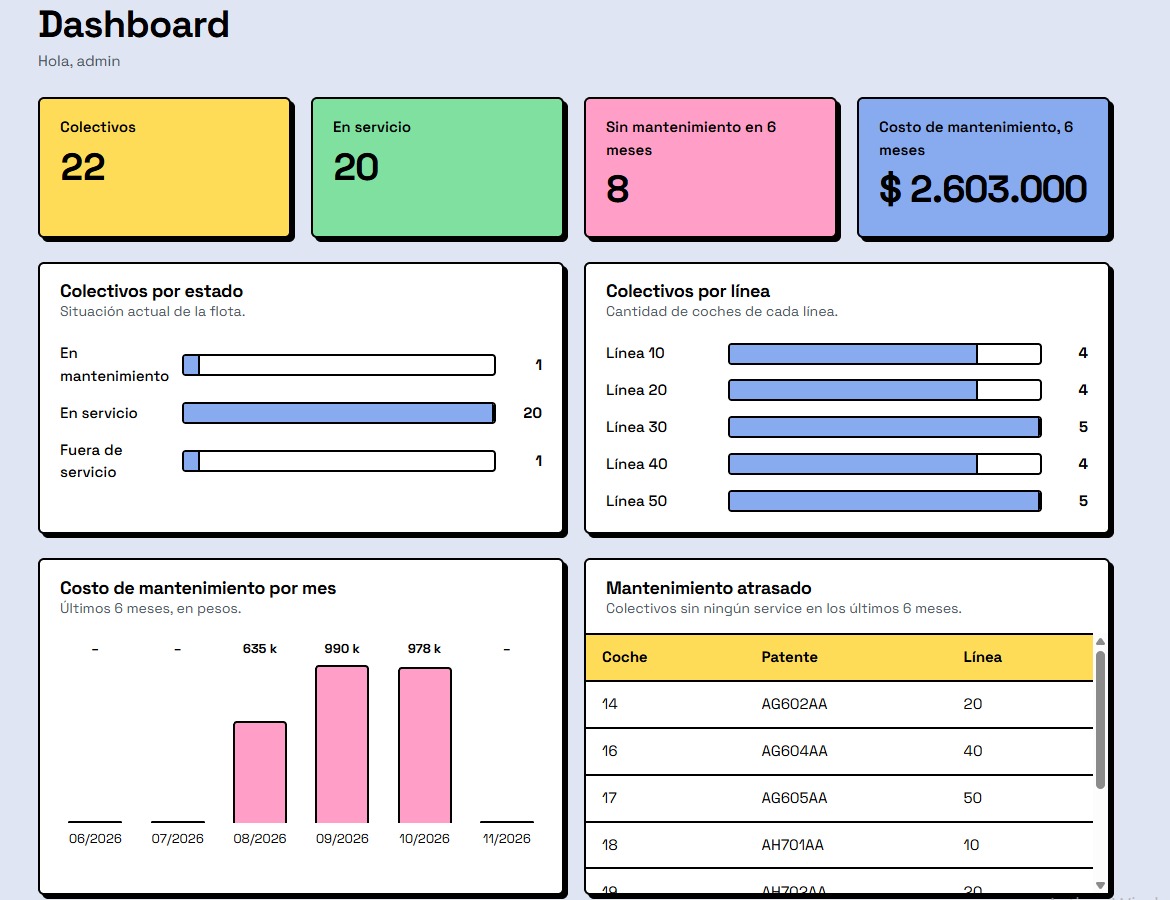 Dashboard
Hola, admin
Colectivos
22
En servicio
20
Sin mantenimiento en 6
meses
8
Costo de mantenimiento, 6
meses
$ 2.603.000
Colectivos por estado
Situación actual de la flota.
En
mantenimiento
1
En servicio
20
Fuera de
servicio
1
Colectivos por línea
Cantidad de coches de cada línea.
Línea 10 4
Línea 20 4
Línea 30 5
Línea 40 4
Línea 50 5
Costo de mantenimiento por mes
Últimos 6 meses, en pesos.
– – 635 k 990 k 978 k –
06/2026 07/2026 08/2026 09/2026 10/2026 11/2026
Mantenimiento atrasado
Colectivos sin ningún service en los últimos 6 meses.
Coche Patente Línea
14 AG602AA 20
16 AG604AA 40
17 AG605AA 50
18 AH701AA 10
19 AH702AA 20